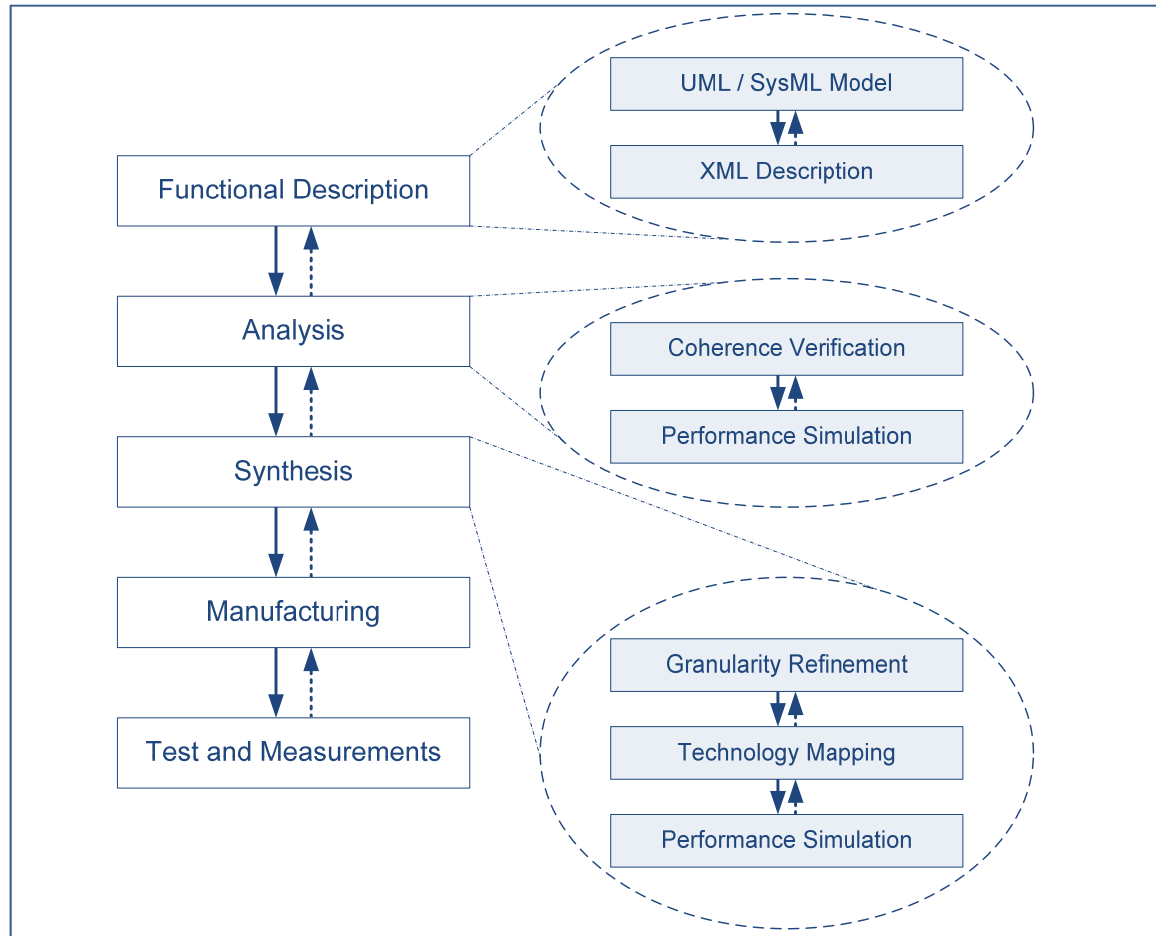 Functional Description
Analysis
Synthesis
Manufacturing
Test and Measurements
UML / SysML Model
XML Description
Coherence Verification
Performance Simulation
Granularity Refinement
Technology Mapping
Performance Simulation